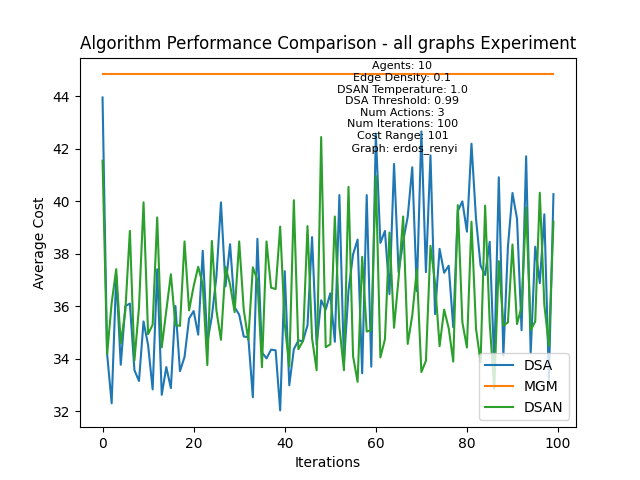 Algorithm Performance Comparison - all graphs Experiment
Agents: 10
Edge Density: 0.1
DSAN Temperature: 1.0
DSA Threshold: 0.99
Num Actions: 3
Num Iterations: 100
Cost Range: 101
Graph: erdos_renyi
44
42
40
38
36
34
32
Average Cost
0
20
40
60
80
100
Iterations
DSA
MGM
DSAN